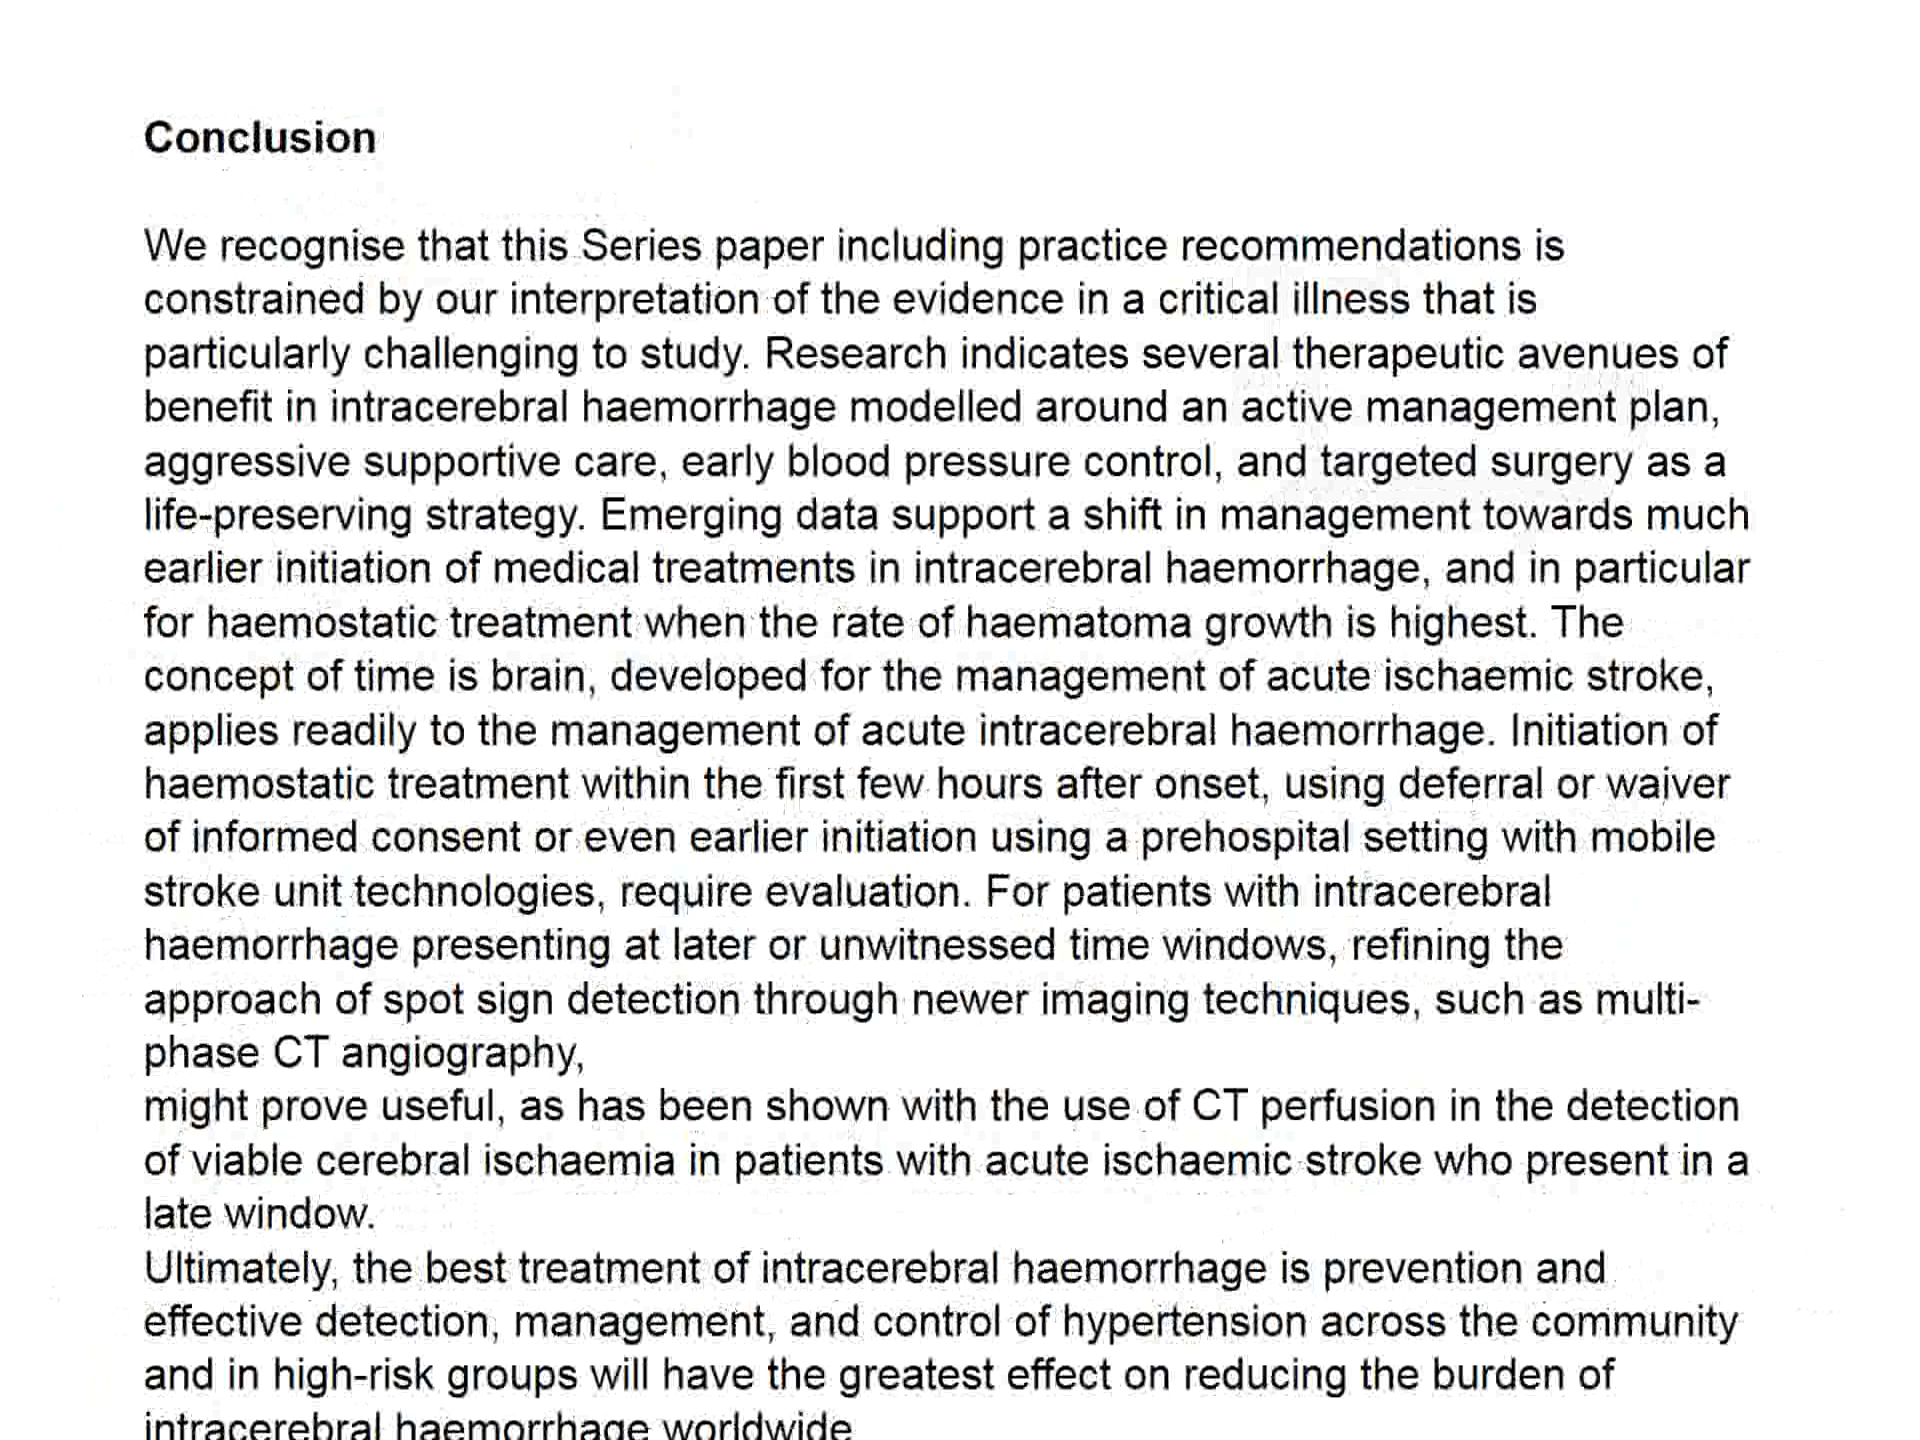 Conclusion
We recognise that this Series paper including practice recommendations is
constrained by our interpretation of the evidence in a critical illness that is
particularly challenging to study. Research indicates several therapeutic avenues of
benefit in intracerebral haemorrhage modelled around an active management plan,
aggressive supportive care, early blood pressure control, and targeted surgery as a
life-preserving strategy. Emerging data support a shift in management towards much
earlier initiation of medical treatments in intracerebral haemorrhage, and in particular
for haemostatic treatment when the rate of haematoma growth is highest. The
concept of time is brain, developed for the management of acute ischaemic stroke,
applies readily to the management of acute intracerebral haemorrhage. Initiation of
haemostatic treatment within the first few hours after onset, using deferral or waiver
of informed consent or even earlier initiation using a prehospital setting with mobile
stroke unit technologies, require evaluation. For patients with intracerebral
haemorrhage presenting at later or unwitnessed time windows, refining the
approach of spot sign detection through newer imaging techniques, such as multi-
phase CT angiography,
might prove useful, as has been shown with the use of CT perfusion in the detection
of viable cerebral ischaemia in patients with acute ischaemic stroke who present in a
late window.
Ultimately, the best treatment of intracerebral haemorrhage is prevention and
effective detection, management, and control of hypertension across the community
and in high-risk groups will have the greatest effect on reducing the burden of
intracerebral haemorrhage worldwide